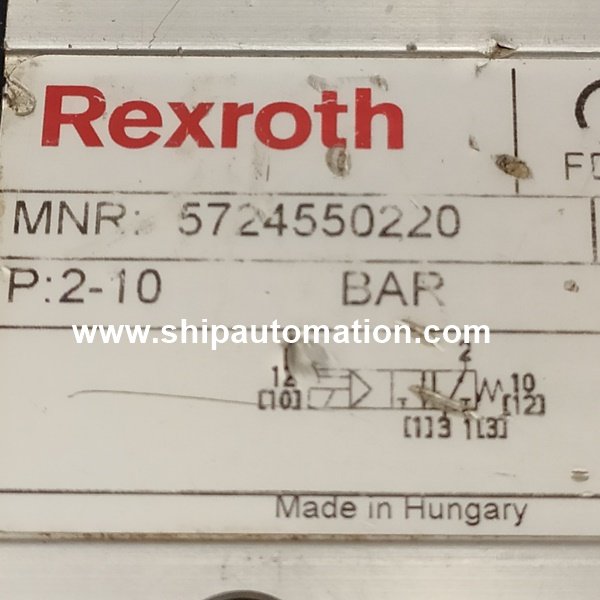 Rexroth
FD
MNR: 5724550220
P:2-10 BAR
www.shipautomation.com
2
12 10
[10] [12]
[1]3 1[3]
Made in Hungary